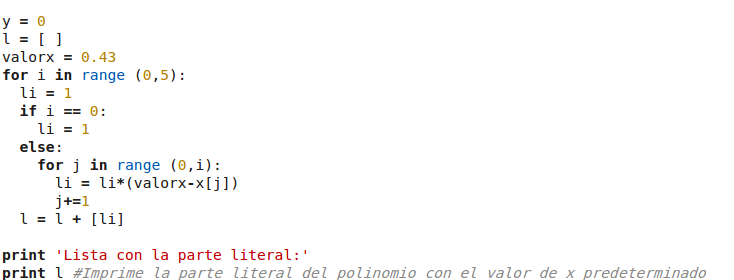 y = 0
l = [ ]
valorx = 0.43
for i in range (0,5):
  li = 1
  if i == 0:
    li = 1
  else:
    for j in range (0,i):
      li = li*(valorx-x[j])
      j+=1
  l = l + [li]

print 'Lista con la parte literal:'
print l #Imprime la parte literal del polinomio con el valor de x predeterminado